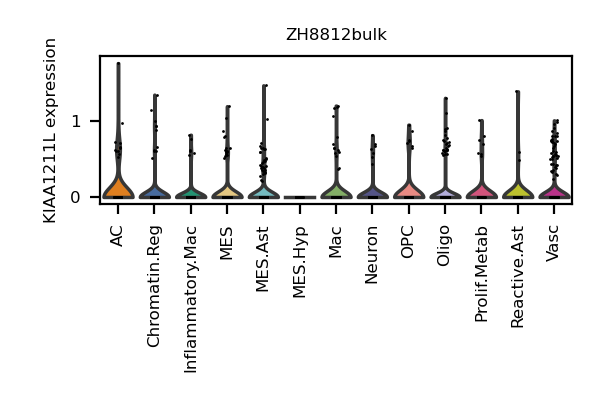 ZH8812bulk
KIAA1211L expression
1
0
AC
Chromatin.Reg
Inflammatory.Mac
MES
MES.Ast
MES.Hyp
Mac
Neuron
OPC
Oligo
Prolif.Metab
Reactive.Ast
Vasc